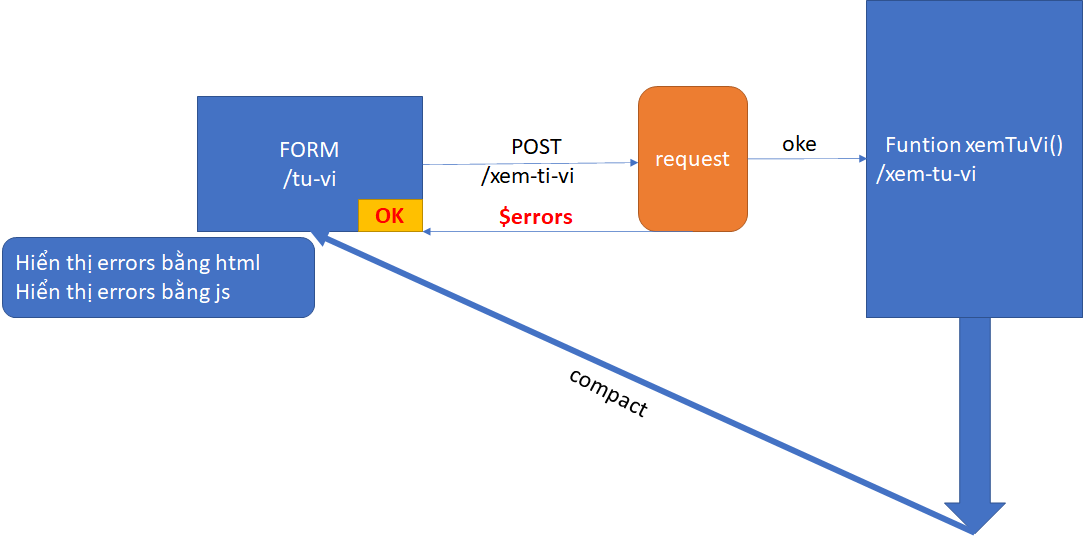 FORM
/tu-vi
OK
Hiển thị errors bằng html
Hiển thị errors bằng js
POST
/xem-ti-vi
$errors
request
oke
Funtion xemTuVi()
/xem-tu-vi
compact